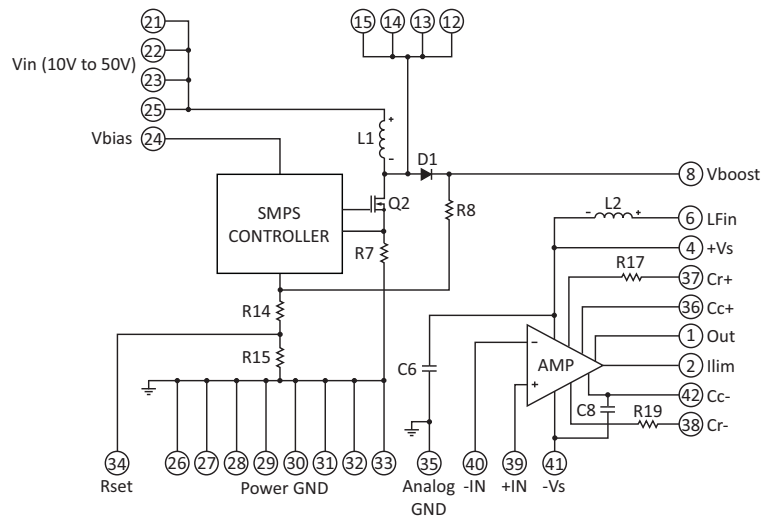 21
15
14
13
12
22
Vin (10V to 50V)
23
25
L1
+
-
Vbias
24
D1
8
Vboost
SMPS
CONTROLLER
Q2
R8
L2
-
+
6
LFin
R7
4
+Vs
R17
37
Cr+
R14
36
Cc+
1
Out
R15
C6
-
AMP
+
2
Ilim
C8
42
Cc-
R19
38
Cr-
34
26
27
28
29
30
31
32
33
35
40
39
41
Rset
Power GND
Analog
GND
-IN
+IN
-Vs